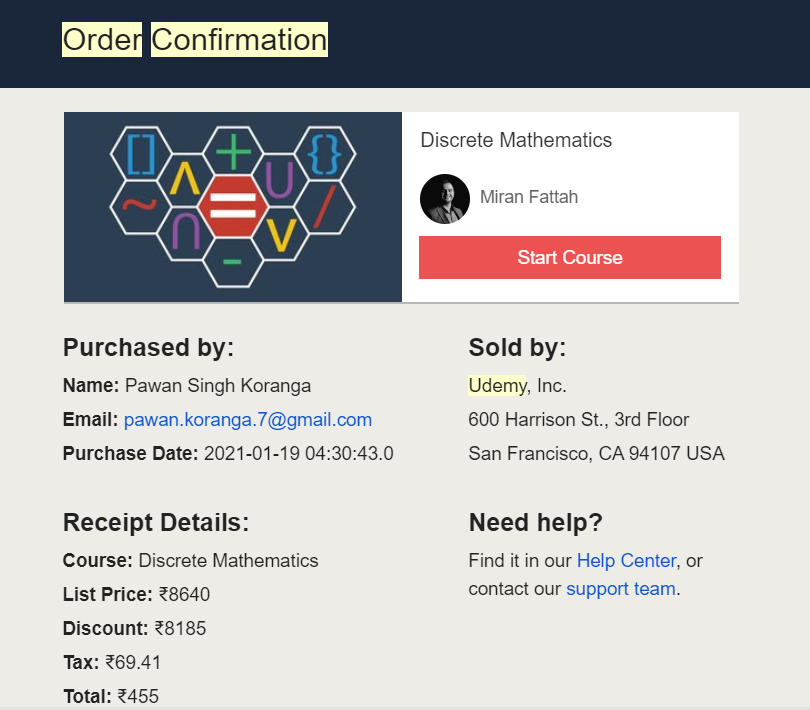 Order Confirmation
Discrete Mathematics
Miran Fattah
Start Course
Purchased by:
Name: Pawan Singh Koranga
Email: pawan.koranga.7@gmail.com
Purchase Date: 2021-01-19 04:30:43.0
Sold by:
Udemy, Inc.
600 Harrison St., 3rd Floor
San Francisco, CA 94107 USA
Receipt Details:
Course: Discrete Mathematics
List Price: ₹8640
Discount: ₹8185
Tax: ₹69.41
Total: ₹455
Need help?
Find it in our Help Center, or
contact our support team.